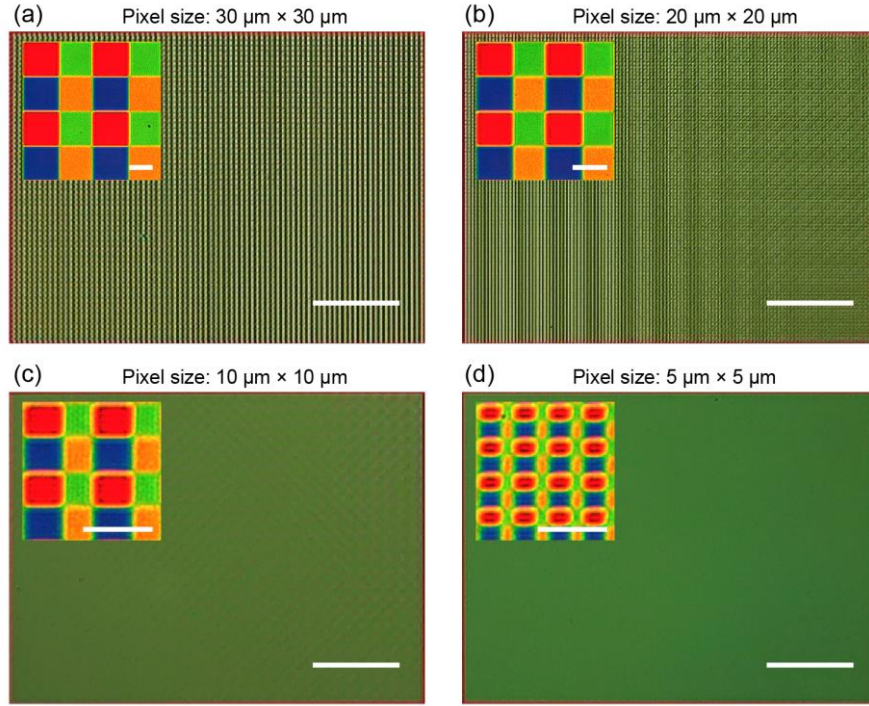 (a) Pixel size: 30 μm × 30 μm
(b) Pixel size: 20 μm × 20 μm
(c) Pixel size: 10 μm × 10 μm
(d) Pixel size: 5 μm × 5 μm